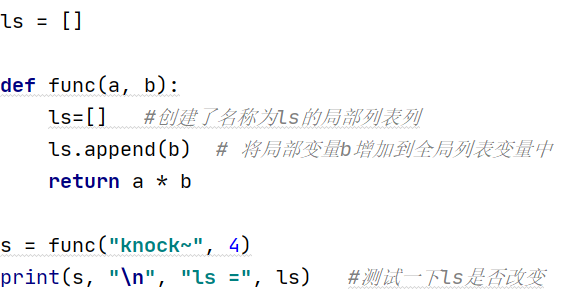 ls = []
def func(a, b):
    ls=[]   #创建了名称为ls的局部列表列
    ls.append(b)  # 将局部变量b增加到全局列表变量中
    return a * b
s = func("knock~", 4)
print(s, "\n", "ls =", ls)   #测试一下ls是否改变